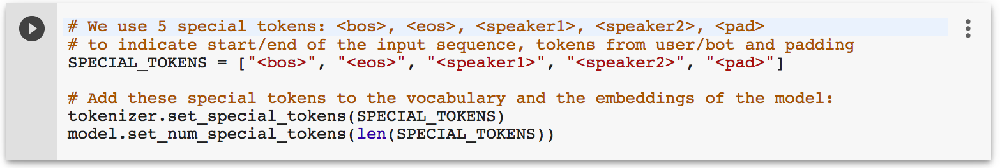 # We use 5 special tokens: <bos>, <eos>, <speaker1>, <speaker2>, <pad>
# to indicate start/end of the input sequence, tokens from user/bot and padding
SPECIAL_TOKENS = ["<bos>", "<eos>", "<speaker1>", "<speaker2>", "<pad>"]
# Add these special tokens to the vocabulary and the embeddings of the model:
tokenizer.set_special_tokens(SPECIAL_TOKENS)
model.set_num_special_tokens(len(SPECIAL_TOKENS))